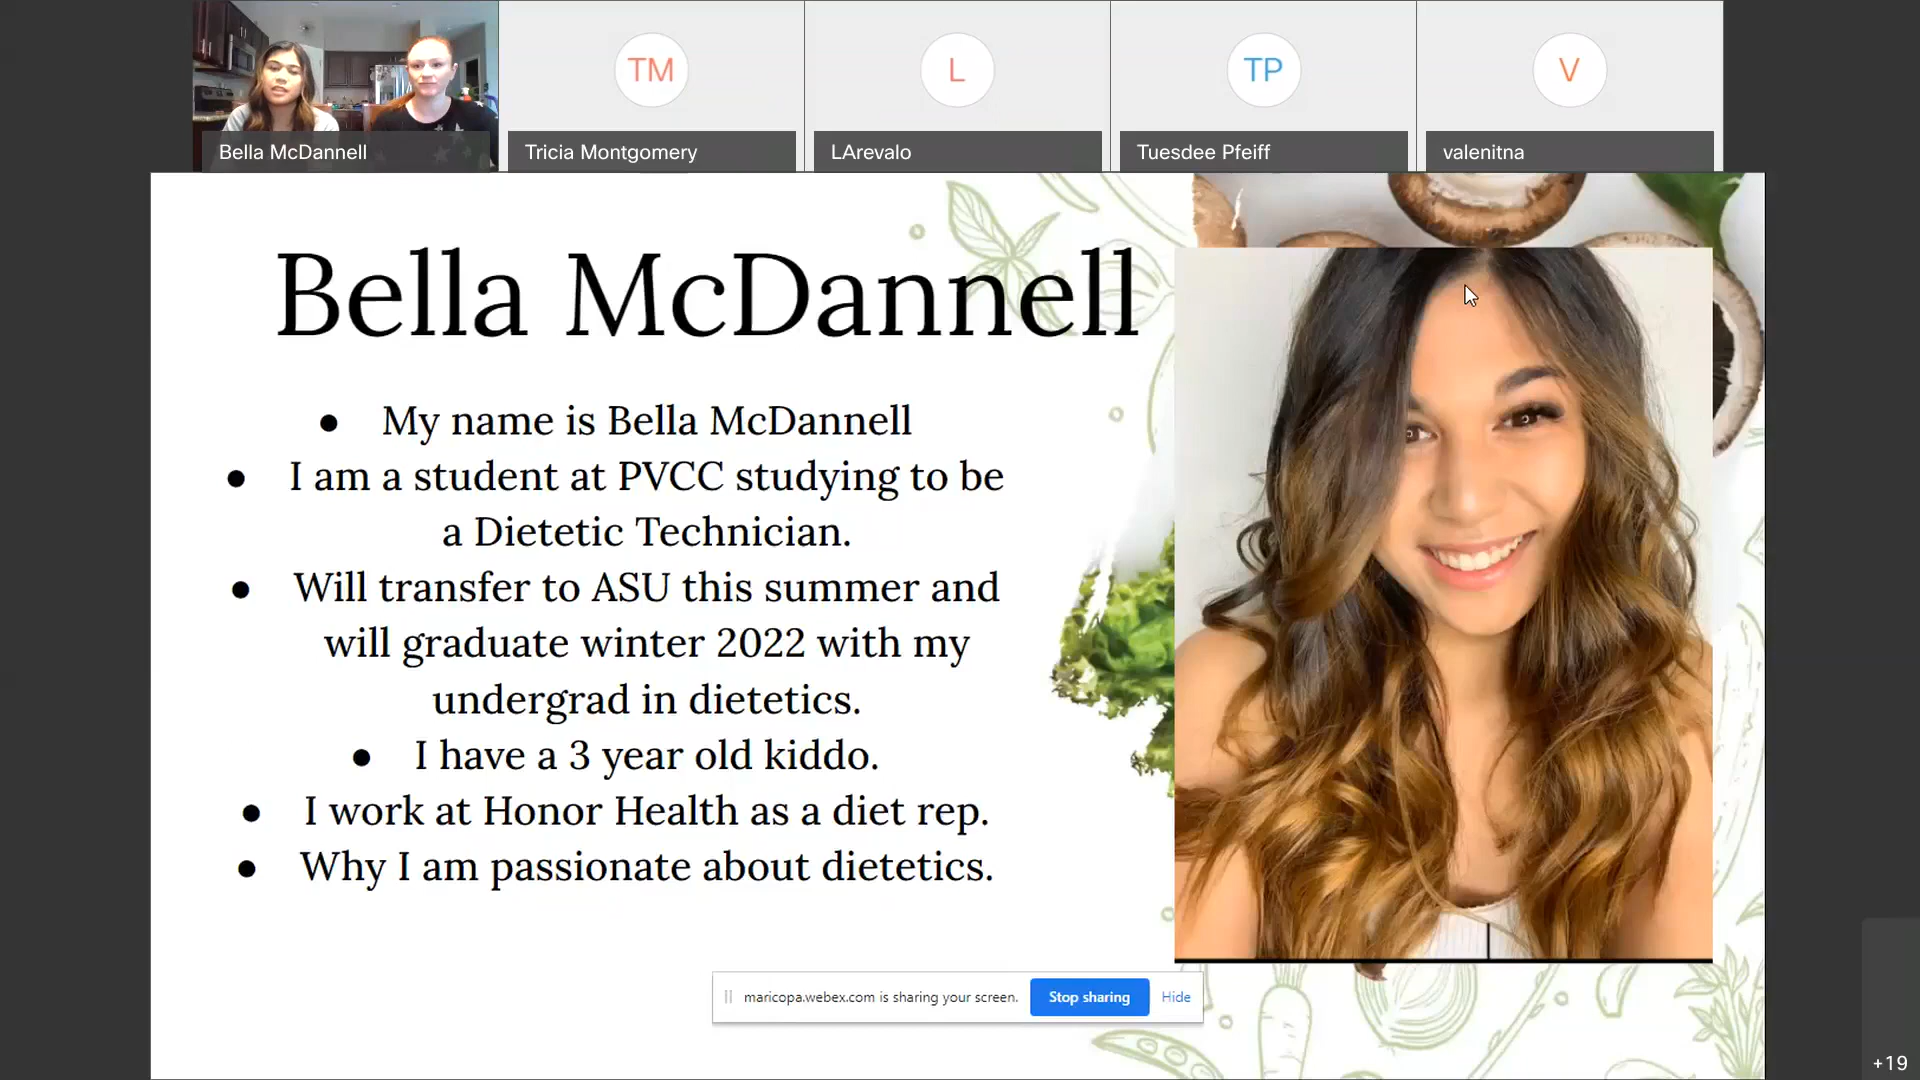 TM
L
TP
V
Bella McDannell
Tricia Montgomery
LArevalo
Tuesdee Pfeiff
valenitna
Bella McDannell
● My name is Bella McDannell
● I am a student at PVCC studying to be
a Dietetic Technician.
● Will transfer to ASU this summer and
will graduate winter 2022 with my
undergrad in dietetics.
● I have a 3 year old kiddo.
● I work at Honor Health as a diet rep.
● Why I am passionate about dietetics.
maricopa.webex.com is sharing your screen. Stop sharing Hide
+19